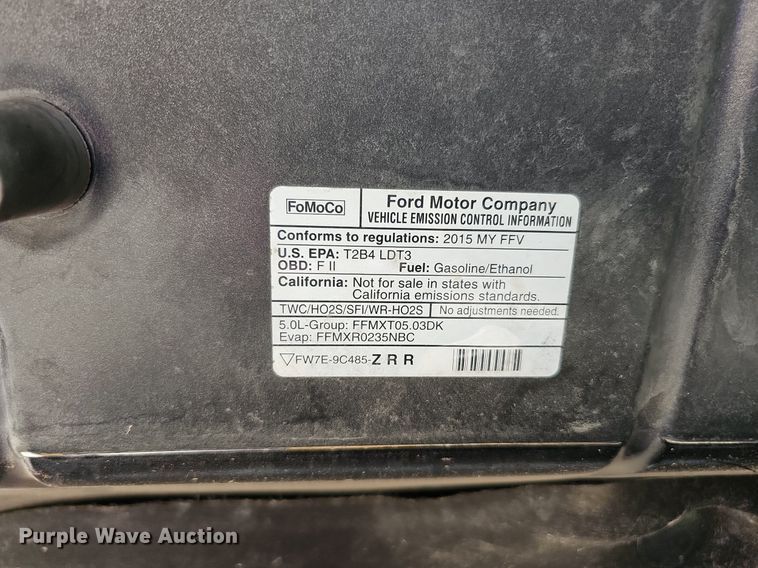 FoMoCo
Ford Motor Company
VEHICLE EMISSION CONTROL INFORMATION
Conforms to regulations: 2015 MY FFV
U.S. EPA: T2B4 LDT3
OBD: F II Fuel: Gasoline/Ethanol
California: Not for sale in states with
California emissions standards.
TWC/HO2S/SFI/WR-HO2S No adjustments needed.
5.0L-Group: FFMXT05.03DK
Evap: FFMXR0235NBC
▽FW7E-9C485-Z R R
Purple Wave Auction